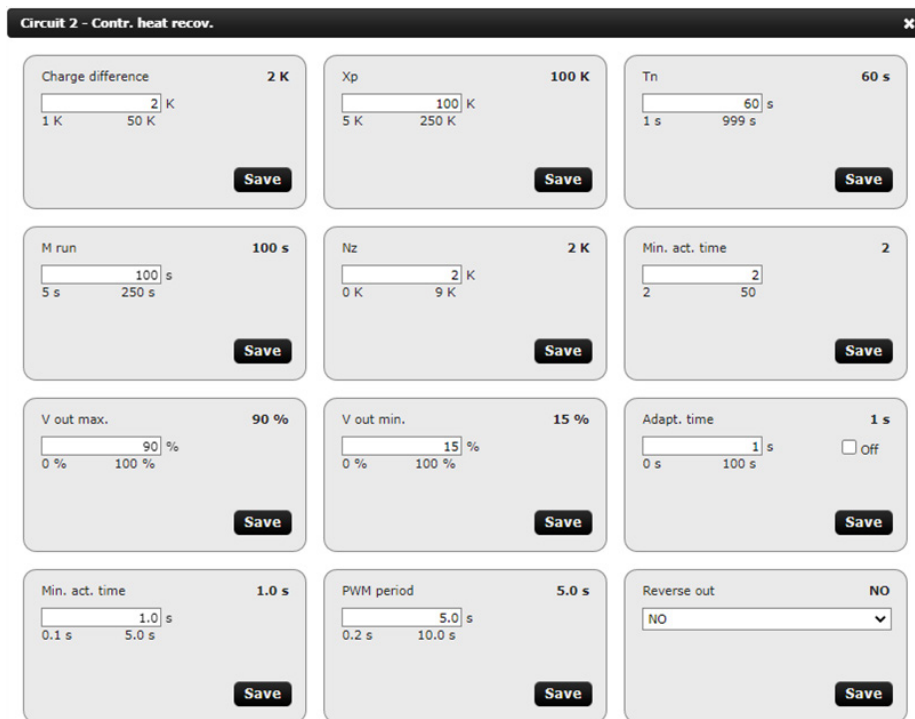 Circuit 2 - Contr. heat recov.
Charge difference 2 K
2 K
1 K 50 K
Save
Xp 100 K
100 K
5 K 250 K
Save
Tn 60 s
60 s
1 s 999 s
Save
M run 100 s
100 s
5 s 250 s
Save
Nz 2 K
2 K
0 K 9 K
Save
Min. act. time 2
2
2 50
Save
V out max. 90 %
90 %
0 % 100 %
Save
V out min. 15 %
15 %
0 % 100 %
Save
Adapt. time 1 s
1 s Off
0 s 100 s
Save
Min. act. time 1.0 s
1.0 s
0.1 s 5.0 s
Save
PWM period 5.0 s
5.0 s
0.2 s 10.0 s
Save
Reverse out NO
NO
Save